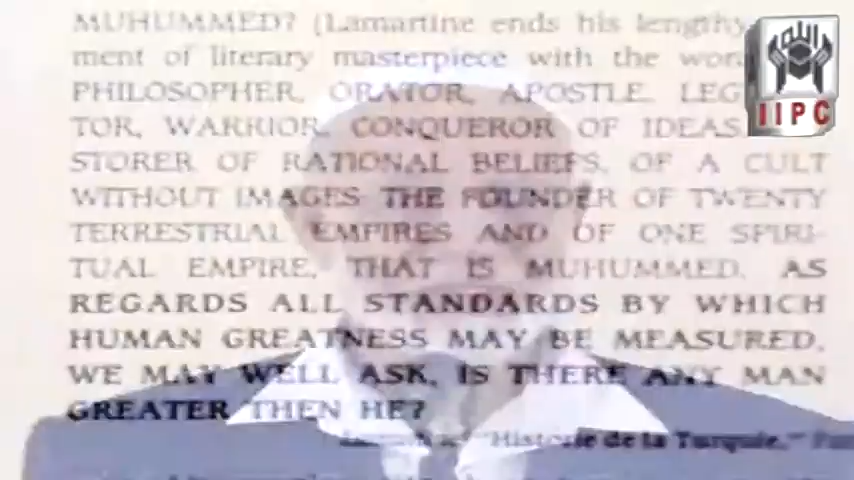 MUHUMMED? (Lamartine ends his lengthy
ment of literary masterpiece with the
PHILOSOPHER, ORATOR, APOSTLE,
TOR, WARRIOR, CONQUEROR OF IDEAS,
STORER OF RATIONAL BELIEFS, OF A CULT
WITHOUT IMAGES THE FOUNDER OF TWENTY
TERRESTRIAL EMPIRES AND OF ONE SPIRI-
TUAL EMPIRE, THAT IS MUHUMMED. AS
REGARDS ALL STANDARDS BY WHICH
HUMAN GREATNESS MAY BE MEASURED,
WE MAY WELL ASK, IS THERE ANY MAN
GREATER THEN HE?
"Historie de la Turquie,"
IIPC